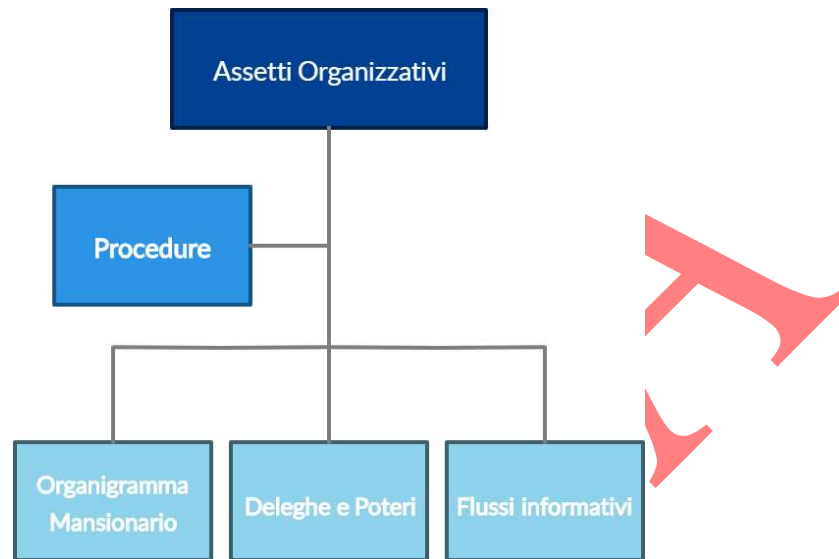 Assetti Organizzativi
Procedure
Organigramma
Mansionario
Deleghe e Poteri
Flussi informativi